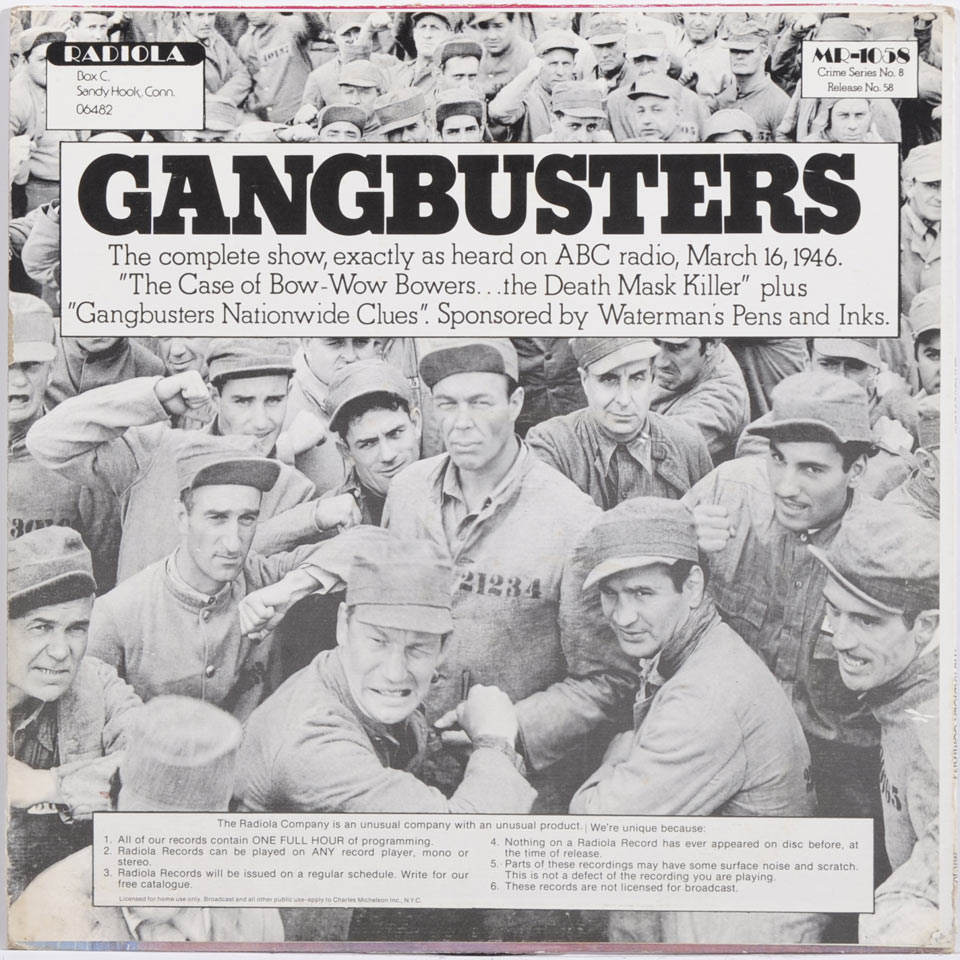 RADIOLA
Box C,
Sandy Hook, Conn.
06482
MR-1058
Crime Series No. 8
Release No. 58
GANGBUSTERS
The complete show, exactly as heard on ABC radio, March 16, 1946.
"The Case of Bow-Wow Bowers...the Death Mask Killer" plus
"Gangbusters Nationwide Clues". Sponsored by Waterman's Pens and Inks.
21234
The Radiola Company is an unusual company with an unusual product. We're unique because:
1. All of our records contain ONE FULL HOUR of programming.
2. Radiola Records can be played on ANY record player, mono or
stereo.
3. Radiola Records will be issued on a regular schedule. Write for our
free catalogue.
4. Nothing on a Radiola Record has ever appeared on disc before, at
the time of release.
5. Parts of these recordings may have some surface noise and scratch.
This is not a defect of the recording you are playing.
6. These records are not licensed for broadcast.
Licensed for home use only. Broadcast and all other public use-apply to Charles Michelson Inc., N.Y.C.